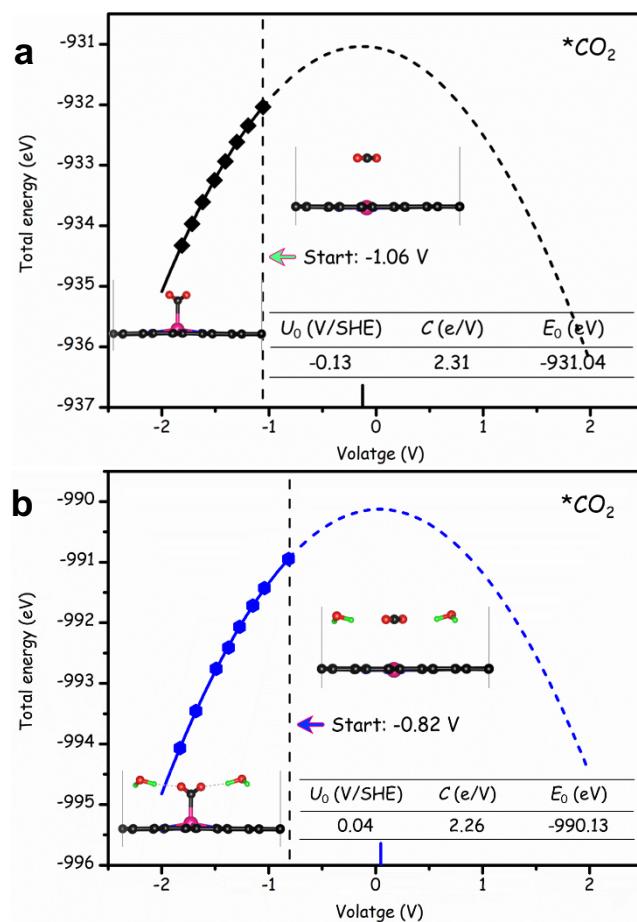 a
*CO2
-931
-932
-933
-934
-935
-936
-937
Total energy (eV)
Start: -1.06 V
U0 (V/SHE) C (e/V) E0 (eV)
-0.13 2.31 -931.04
-2 -1 0 1 2
Volatge (V)
b
*CO2
-990
-991
-992
-993
-994
-995
-996
Total energy (eV)
Start: -0.82 V
U0 (V/SHE) C (e/V) E0 (eV)
0.04 2.26 -990.13
-2 -1 0 1 2
Volatge (V)